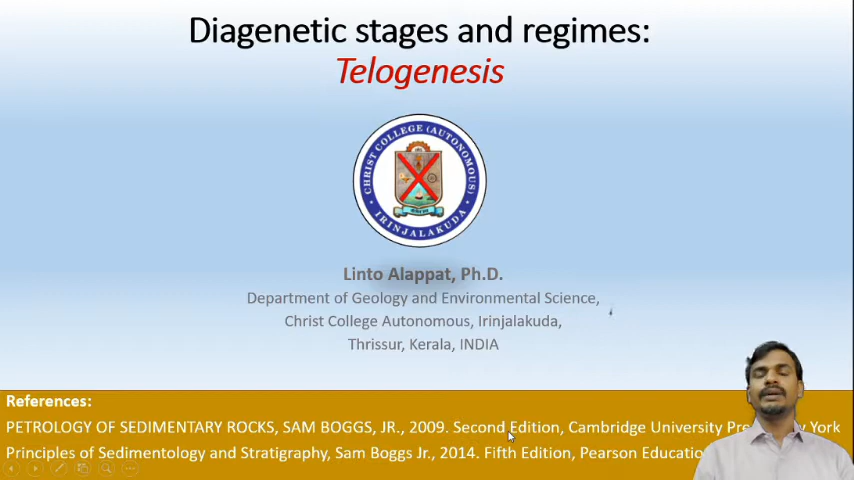 Diagenetic stages and regimes:
Telogenesis
CHRIST COLLEGE (AUTONOMOUS)
IRINJALAKUDA
Linto Alappat, Ph.D.
Department of Geology and Environmental Science,
Christ College Autonomous, Irinjalakuda,
Thrissur, Kerala, INDIA
References:
PETROLOGY OF SEDIMENTARY ROCKS, SAM BOGGS, JR., 2009. Second Edition, Cambridge University York
Principles of Sedimentology and Stratigraphy, Sam Boggs Jr., 2014. Fifth Edition, Pearson